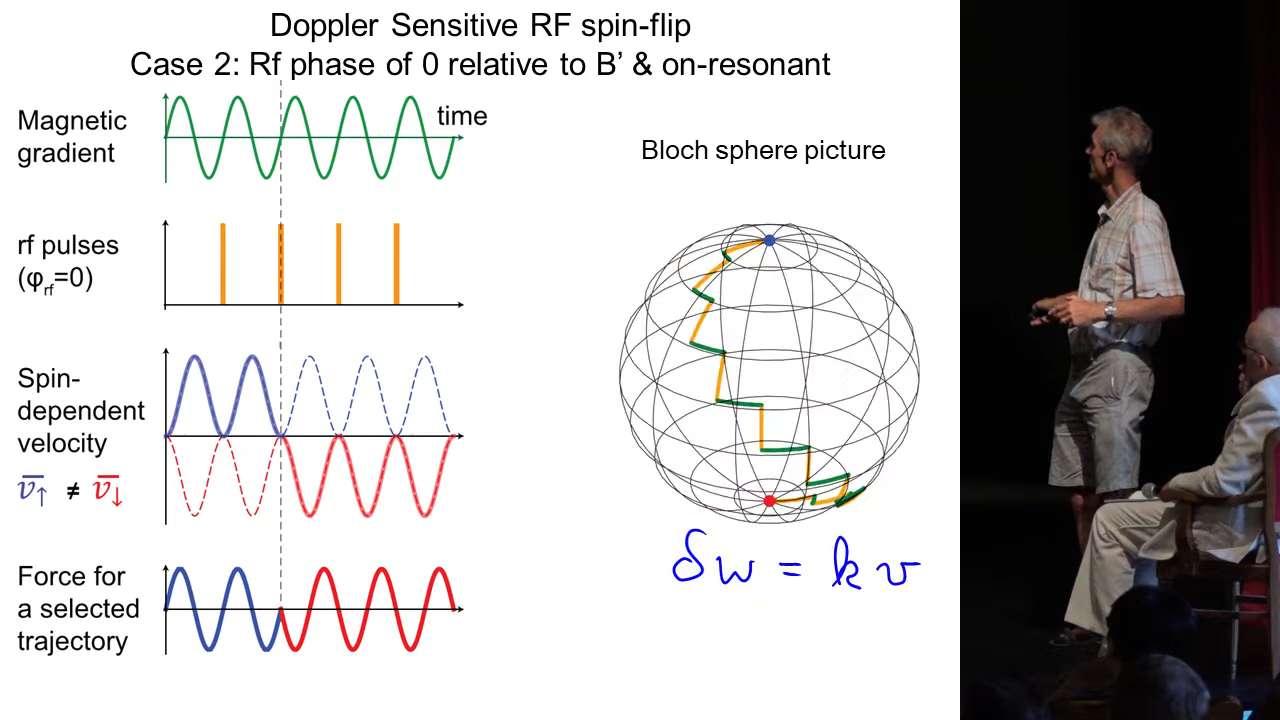 Doppler Sensitive RF spin-flip
Case 2: Rf phase of 0 relative to B’ & on-resonant
Magnetic
gradient
time
Bloch sphere picture
rf pulses
(φrf=0)
Spin-
dependent
velocity
v↑ ≠ v↓
Force for
a selected
trajectory
δw = kv